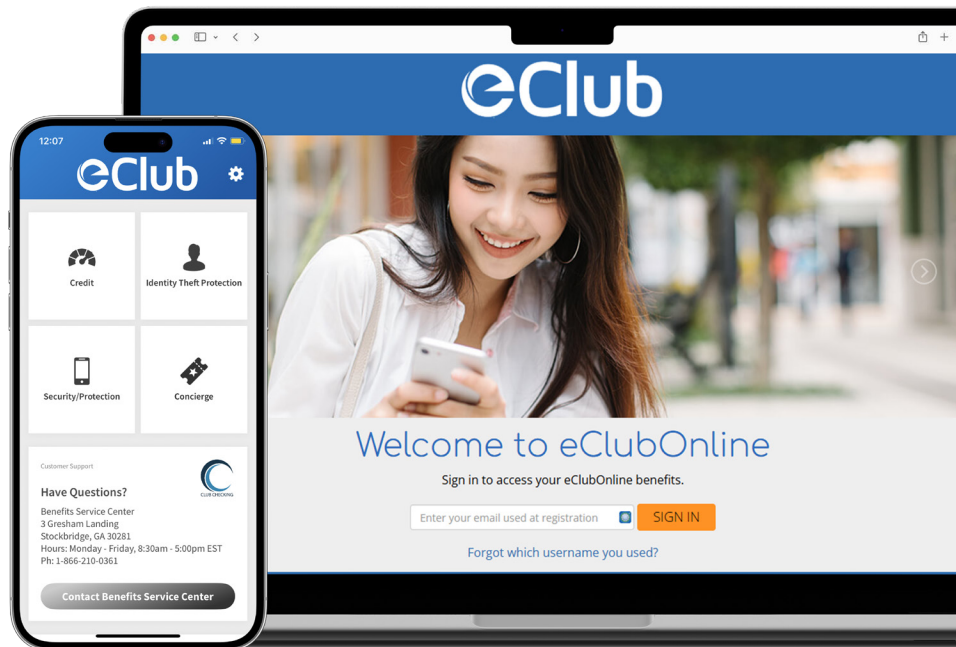 eClub
12:07
eClub
Credit
Identity Theft Protection
Security/Protection
Concierge
Customer Support
CLUB CHECKING
Have Questions?
Benefits Service Center
3 Gresham Landing
Stockbridge, GA 30281
Hours: Monday - Friday, 8:30am - 5:00pm EST
Ph: 1-866-210-0361
Contact Benefits Service Center
Welcome to eClubOnline
Sign in to access your eClubOnline benefits.
Enter your email used at registration
SIGN IN
Forgot which username you used?